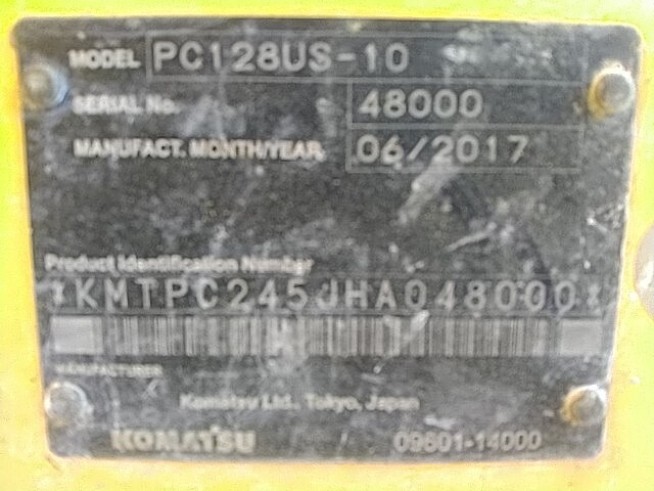 MODEL PC128US-10
SERIAL No. 48000
MANUFACT. MONTH/YEAR 06/2017
Product Identification Number
*KMTPC245JHA048000*
MANUFACTURER
Komatsu Ltd., Tokyo, Japan
KOMATSU 09601-14000